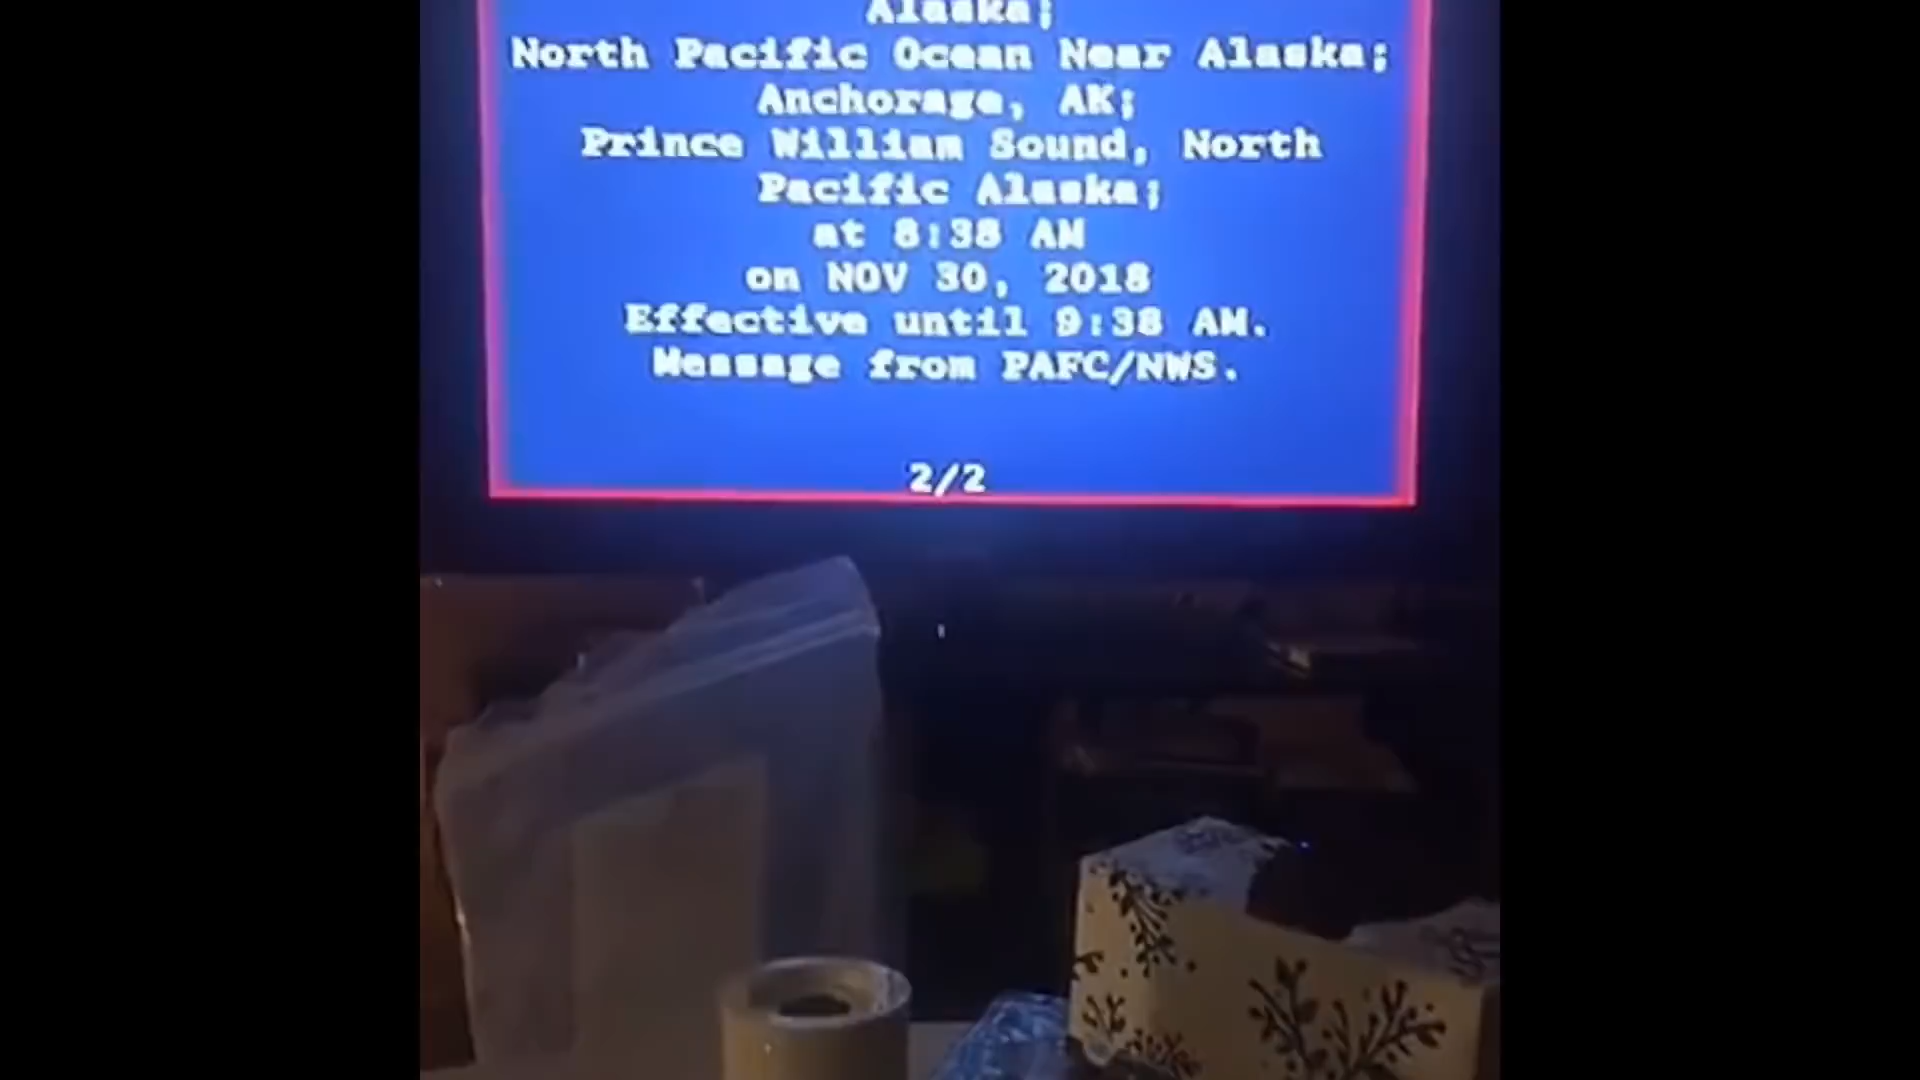 Alaska;
North Pacific Ocean Near Alaska;
Anchorage, AK;
Prince William Sound, North
Pacific Alaska;
at 8:38 AM
on NOV 30, 2018
Effective until 9:38 AM.
Message from PAFC/NWS.
2/2